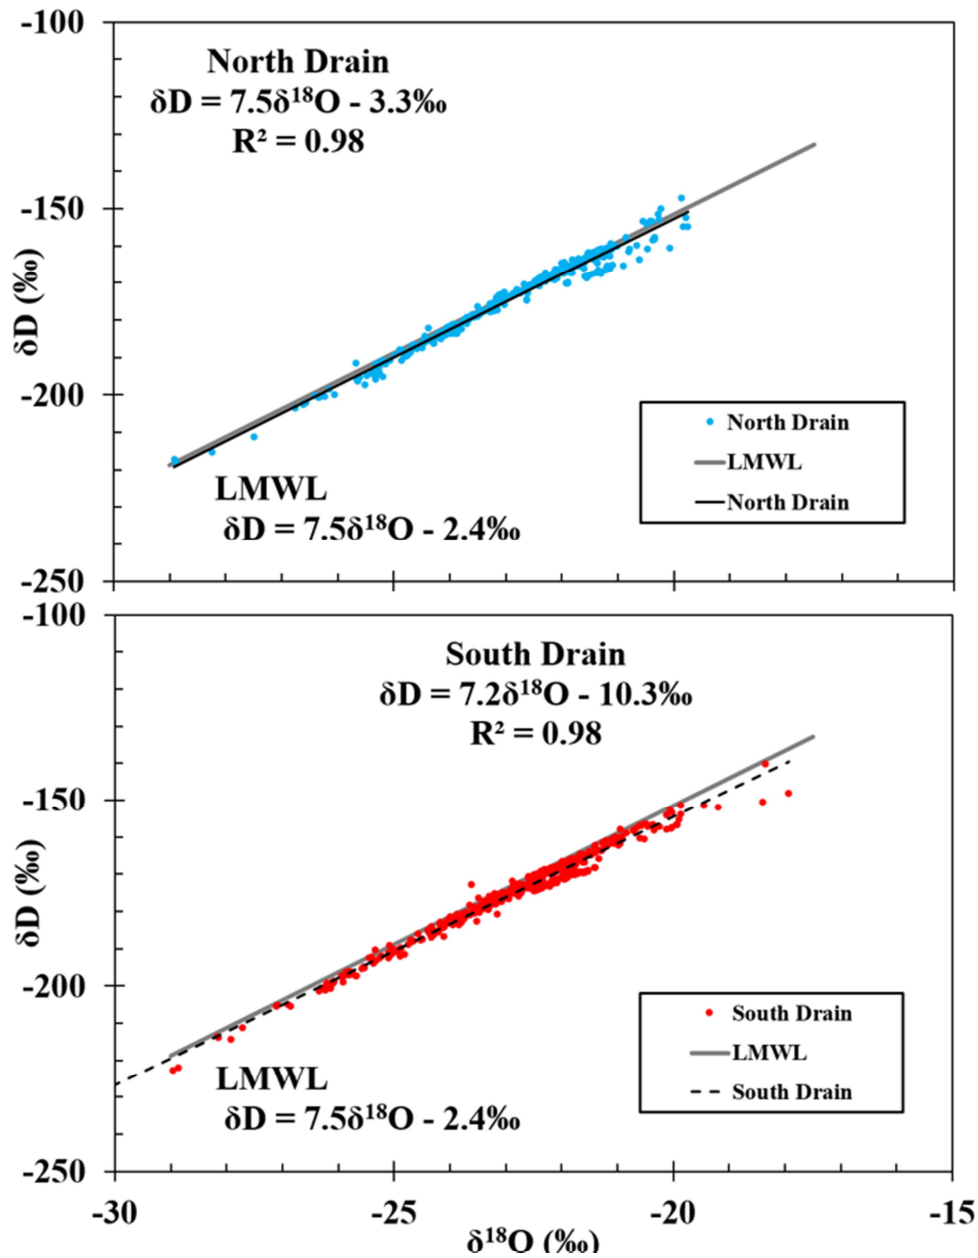 -100
North Drain
δD = 7.5δ¹⁸O - 3.3‰
R² = 0.98
-150
δD (‰)
-200
North Drain
LMWL
North Drain
LMWL
δD = 7.5δ¹⁸O - 2.4‰
-250
-100
South Drain
δD = 7.2δ¹⁸O - 10.3‰
R² = 0.98
-150
δD (‰)
-200
South Drain
LMWL
South Drain
LMWL
δD = 7.5δ¹⁸O - 2.4‰
-250
-30 -25 -20 -15
δ¹⁸O (‰)